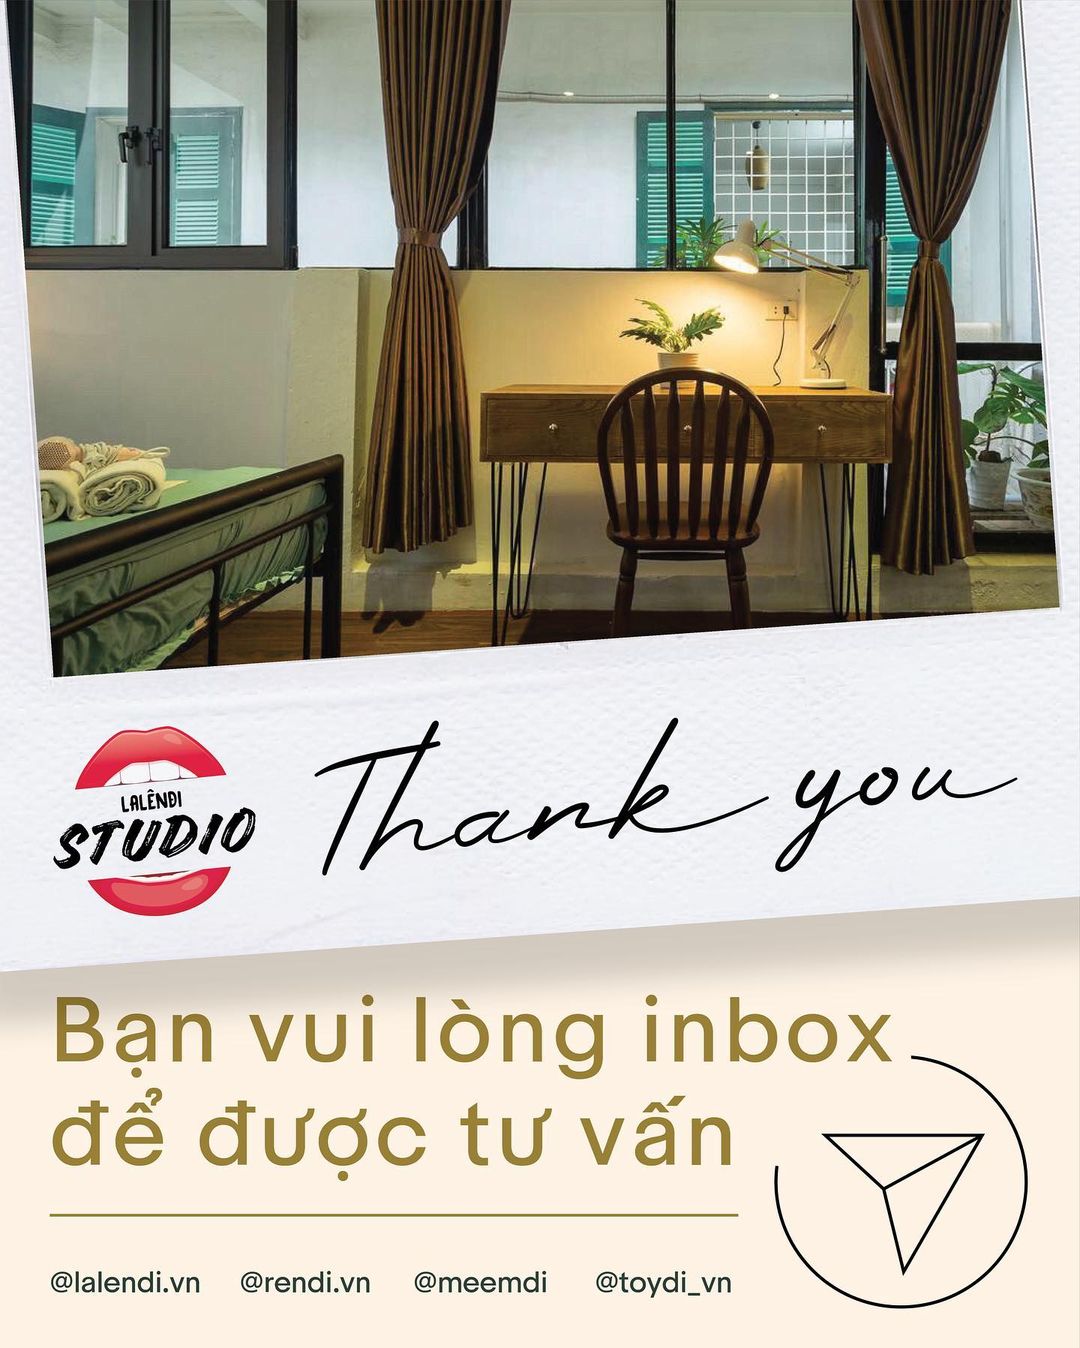 LALÊNDI
STUDIO
Thank you
Bạn vui lòng inbox
để được tư vấn
@lalendi.vn @rendi.vn @meemdi @toydi_vn